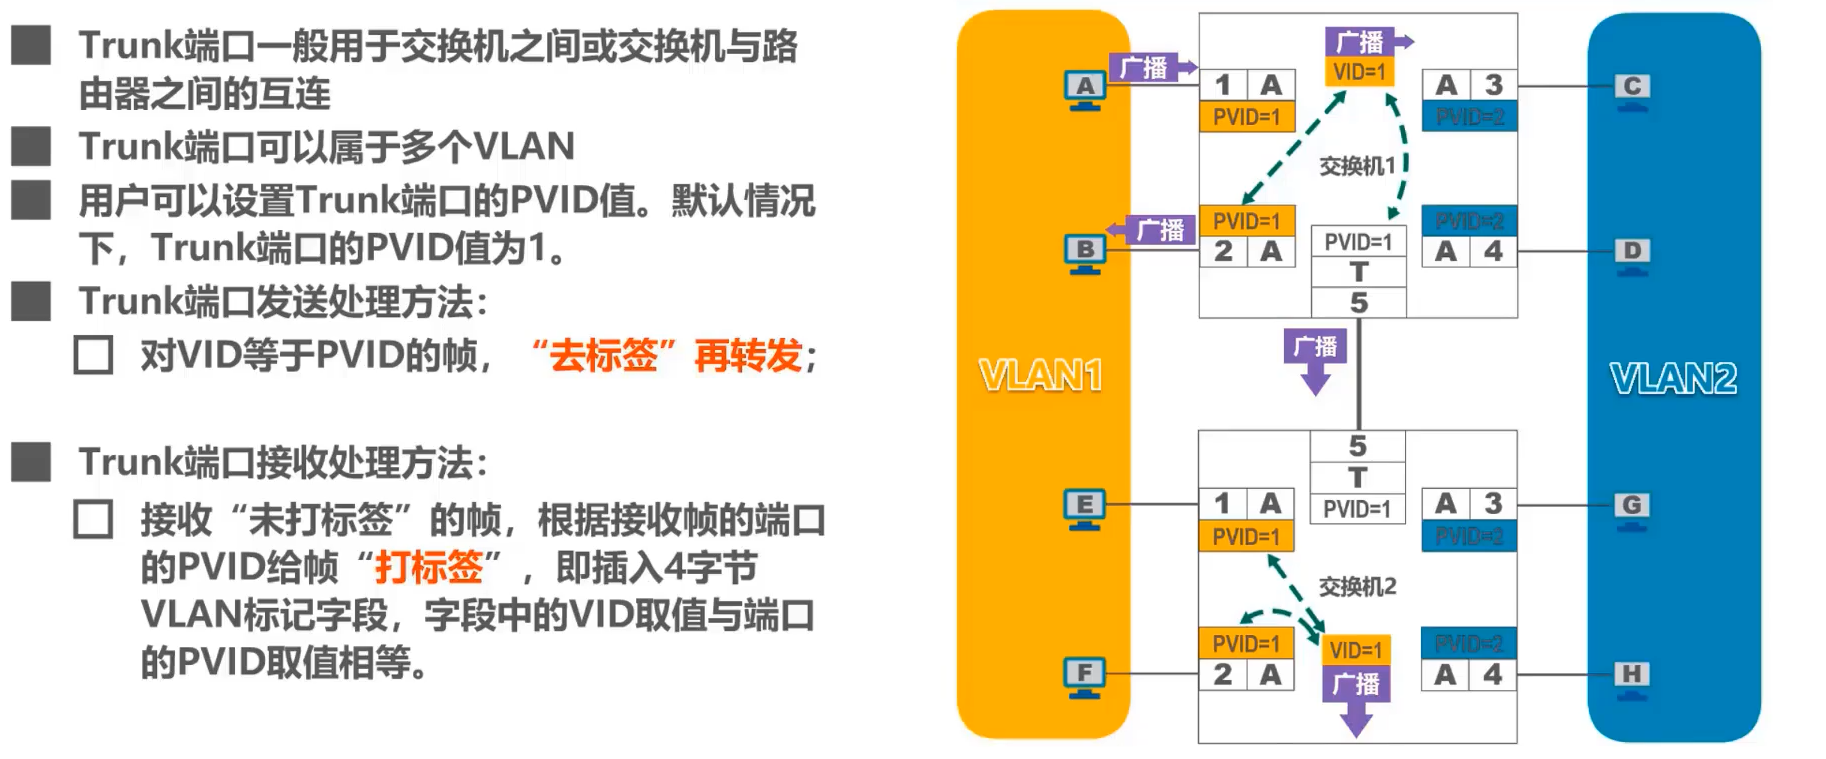 Trunk端口一般用于交换机之间或交换机与路
由器之间的互连
Trunk端口可以属于多个VLAN
用户可以设置Trunk端口的PVID值。默认情况
下，Trunk端口的PVID值为1。
Trunk端口发送处理方法：
对VID等于PVID的帧，“去标签”再转发；
Trunk端口接收处理方法：
接收“未打标签”的帧，根据接收帧的端口
的PVID给帧“打标签”，即插入4字节
VLAN标记字段，字段中的VID取值与端口
的PVID取值相等。
VLAN1
A
B
E
F
广播
广播
广播
VID=1
1 A
PVID=1
A 3
PVID=2
交换机1
PVID=1
2 A
PVID=1
T
5
PVID=2
A 4
广播
5
T
PVID=1
1 A
PVID=1
A 3
PVID=2
交换机2
PVID=1
2 A
VID=1
广播
PVID=2
A 4
VLAN2
C
D
G
H